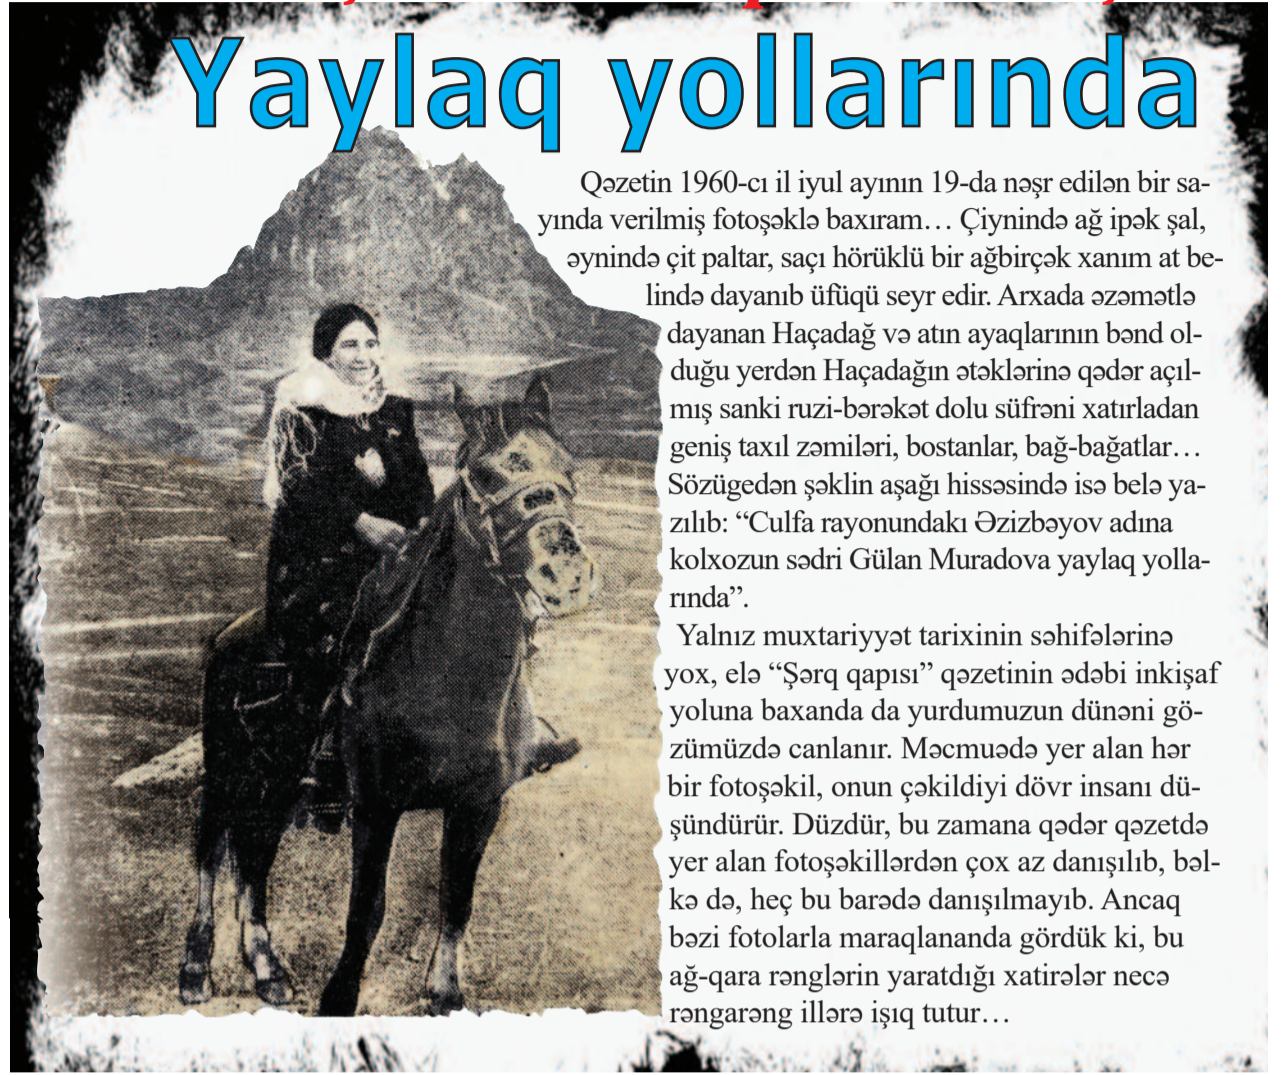 Yaylaq yollarında
Qəzetin 1960-cı il iyul ayının 19-da nəşr edilən bir sa-
yında verilmiş fotoşəklə baxıram… Çiynində ağ ipək şal,
əynində çit paltar, saçı hörüklü bir ağbirçək xanım at be-
lində dayanıb üfüqü seyr edir. Arxada əzəmətlə
dayanan Haçadağ və atın ayaqlarının bənd ol-
duğu yerdən Haçadağın ətəklərinə qədər açıl-
mış sanki ruzi-bərəkət dolu süfrəni xatırladan
geniş taxıl zəmiləri, bostanlar, bağ-bağatlar…
Sözügedən şəklin aşağı hissəsində isə belə ya-
zılıb: “Culfa rayonundakı Əzizbəyov adına
kolxozun sədri Gülan Muradova yaylaq yolla-
rında”.
Yalnız muxtariyyət tarixinin səhifələrinə
yox, elə “Şərq qapısı” qəzetinin ədəbi inkişaf
yoluna baxanda da yurdumuzun dünəni gö-
zümüzdə canlanır. Məcmuədə yer alan hər
bir fotoşəkil, onun çəkildiyi dövr insanı dü-
şündürür. Düzdür, bu zamana qədər qəzetdə
yer alan fotoşəkillərdən çox az danışılıb, bəl-
kə də, heç bu barədə danışılmayıb. Ancaq
bəzi fotolarla maraqlananda gördük ki, bu
ağ-qara rənglərin yaratdığı xatirələr necə
rəngarəng illərə işıq tutur…